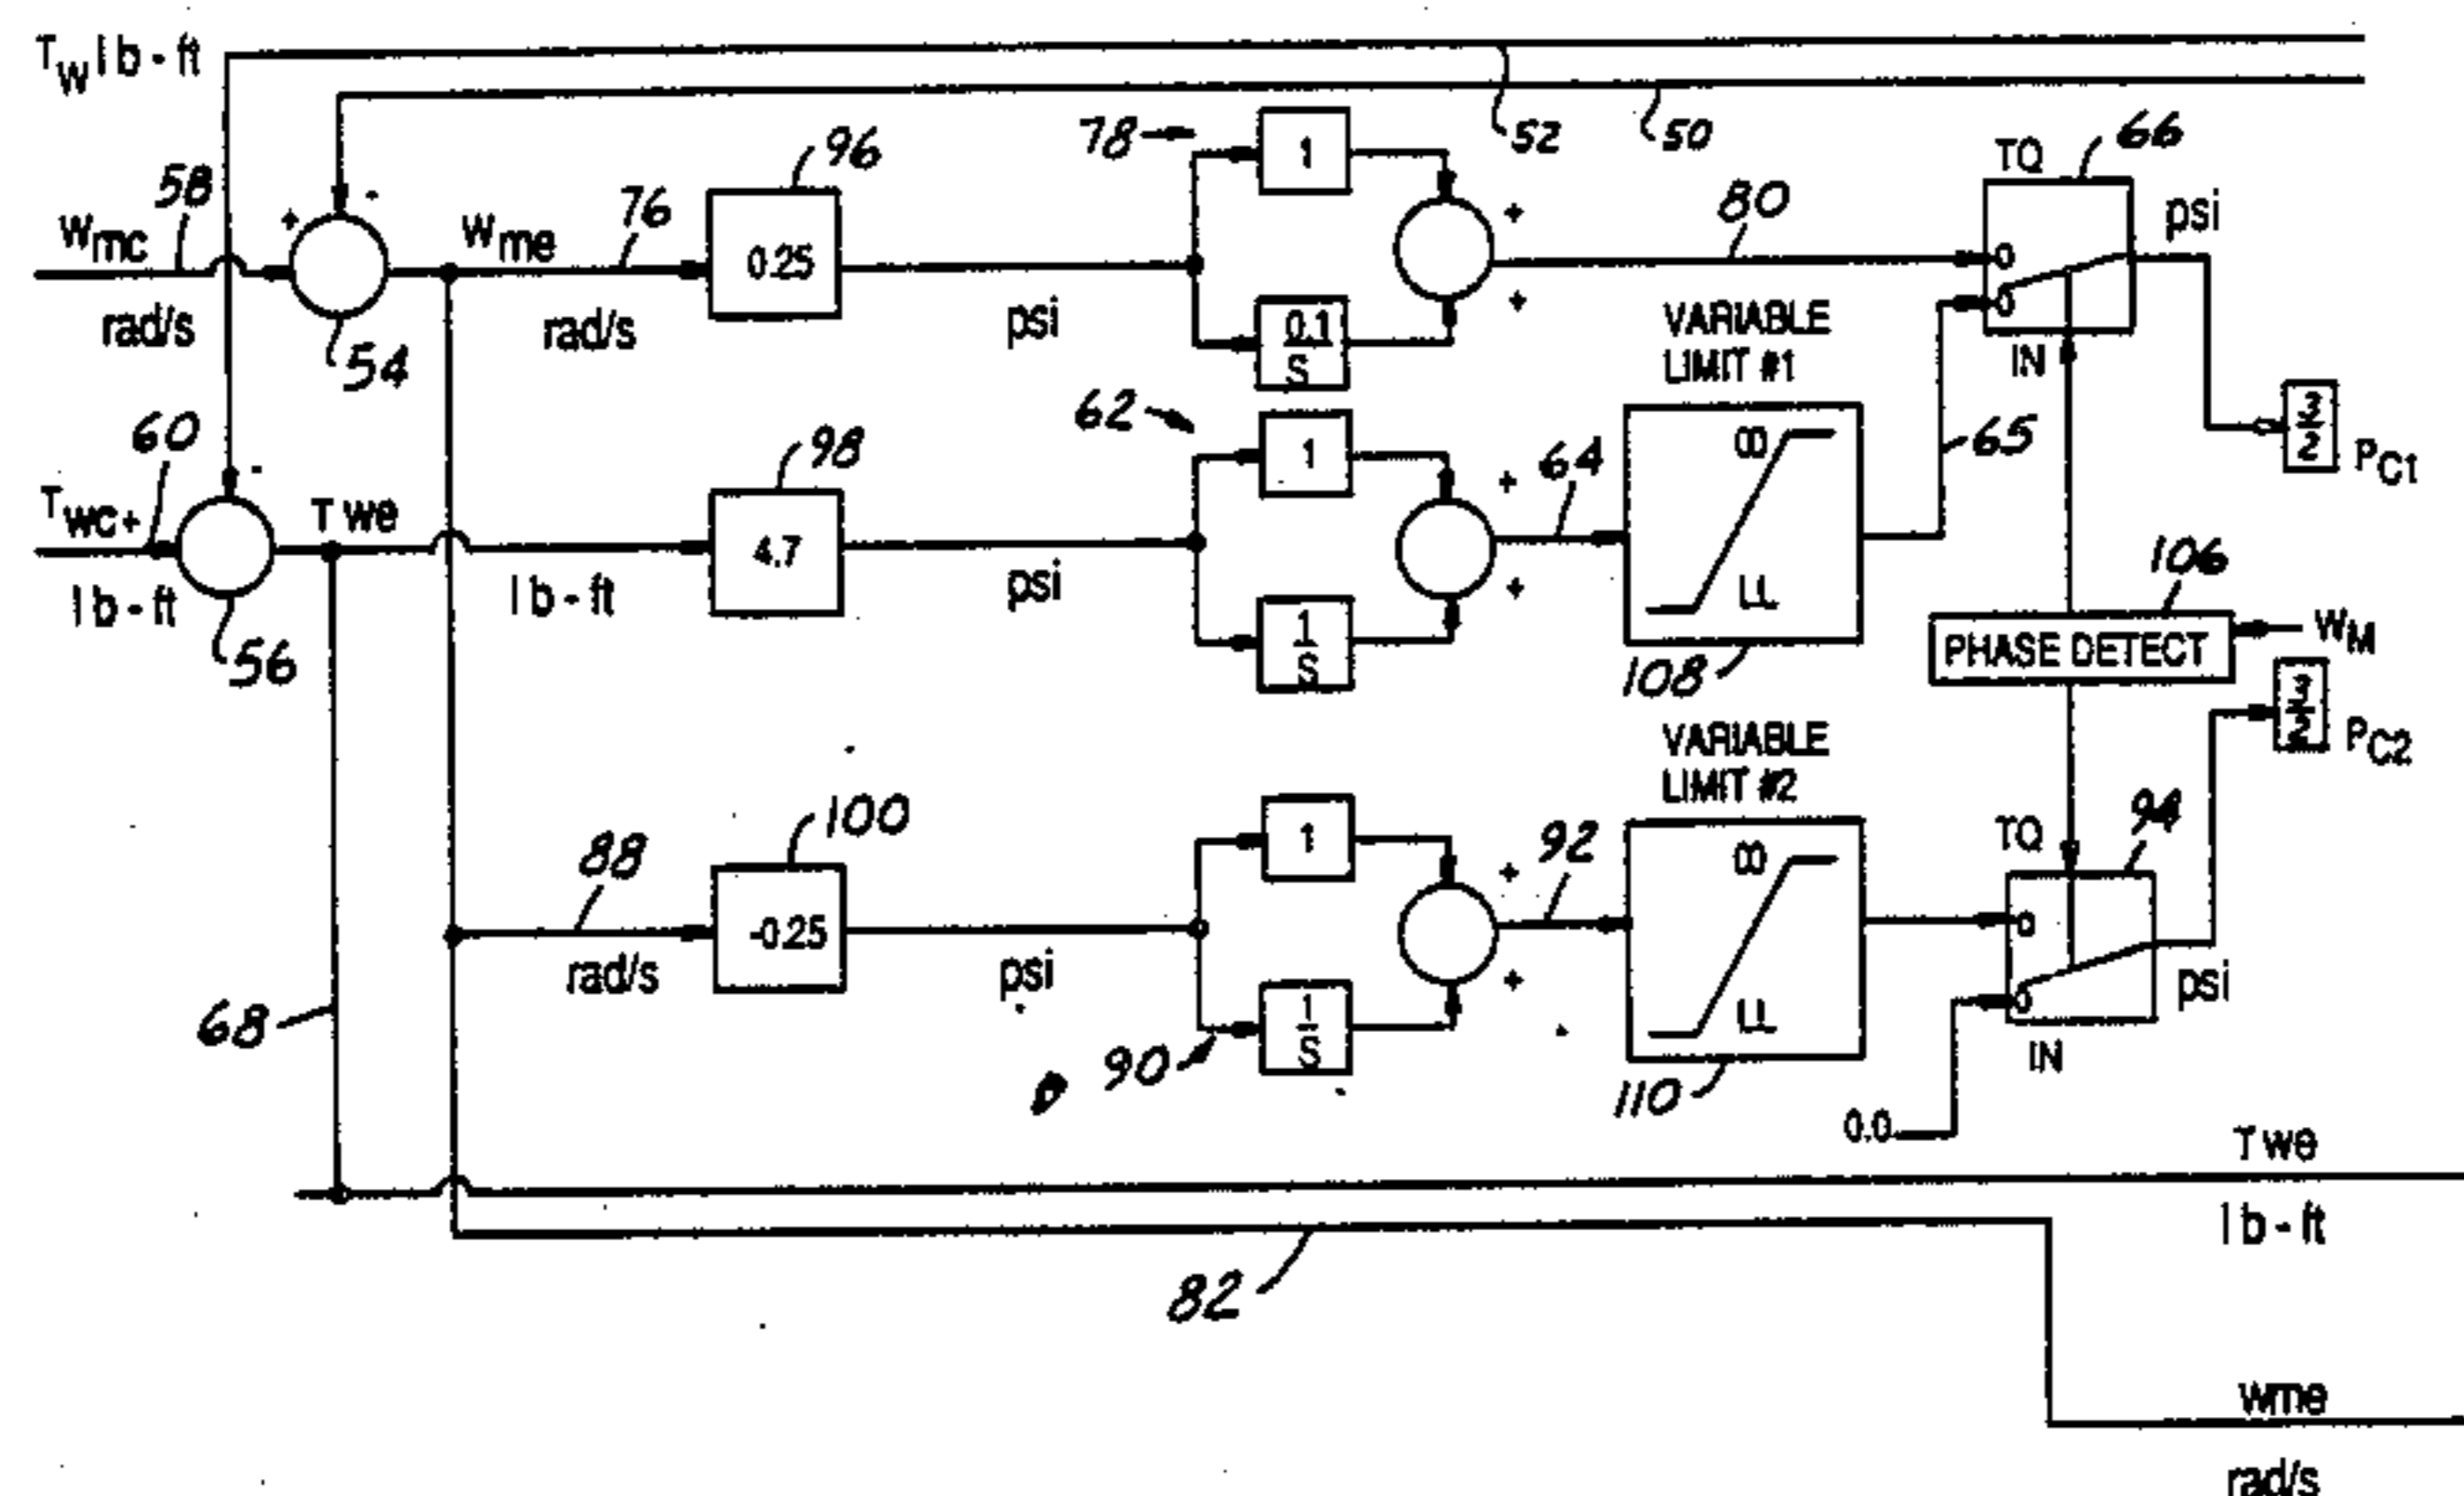 Tw lb-ft
52
50
78
1
96
66
TQ
psi
58
Wmc
+
-
Wme
76
0.25
+
80
rad/s
54
rad/s
psi
0.1
S
+
VARIABLE
LIMIT #1
IN
60
62
98
1
64
65
3
2
PC1
Twc+
-
Twe
4.7
+
lb-ft
lb-ft
psi
+
LL
56
1
S
108
106
PHASE DETECT
WM
3
2
PC2
VARIABLE
LIMIT #2
88
100
1
92
TQ
94
-0.25
+
rad/s
psi
+
LL
psi
68
90
1
S
110
IN
0.0
Twe
lb-ft
82
Wme
rad/s